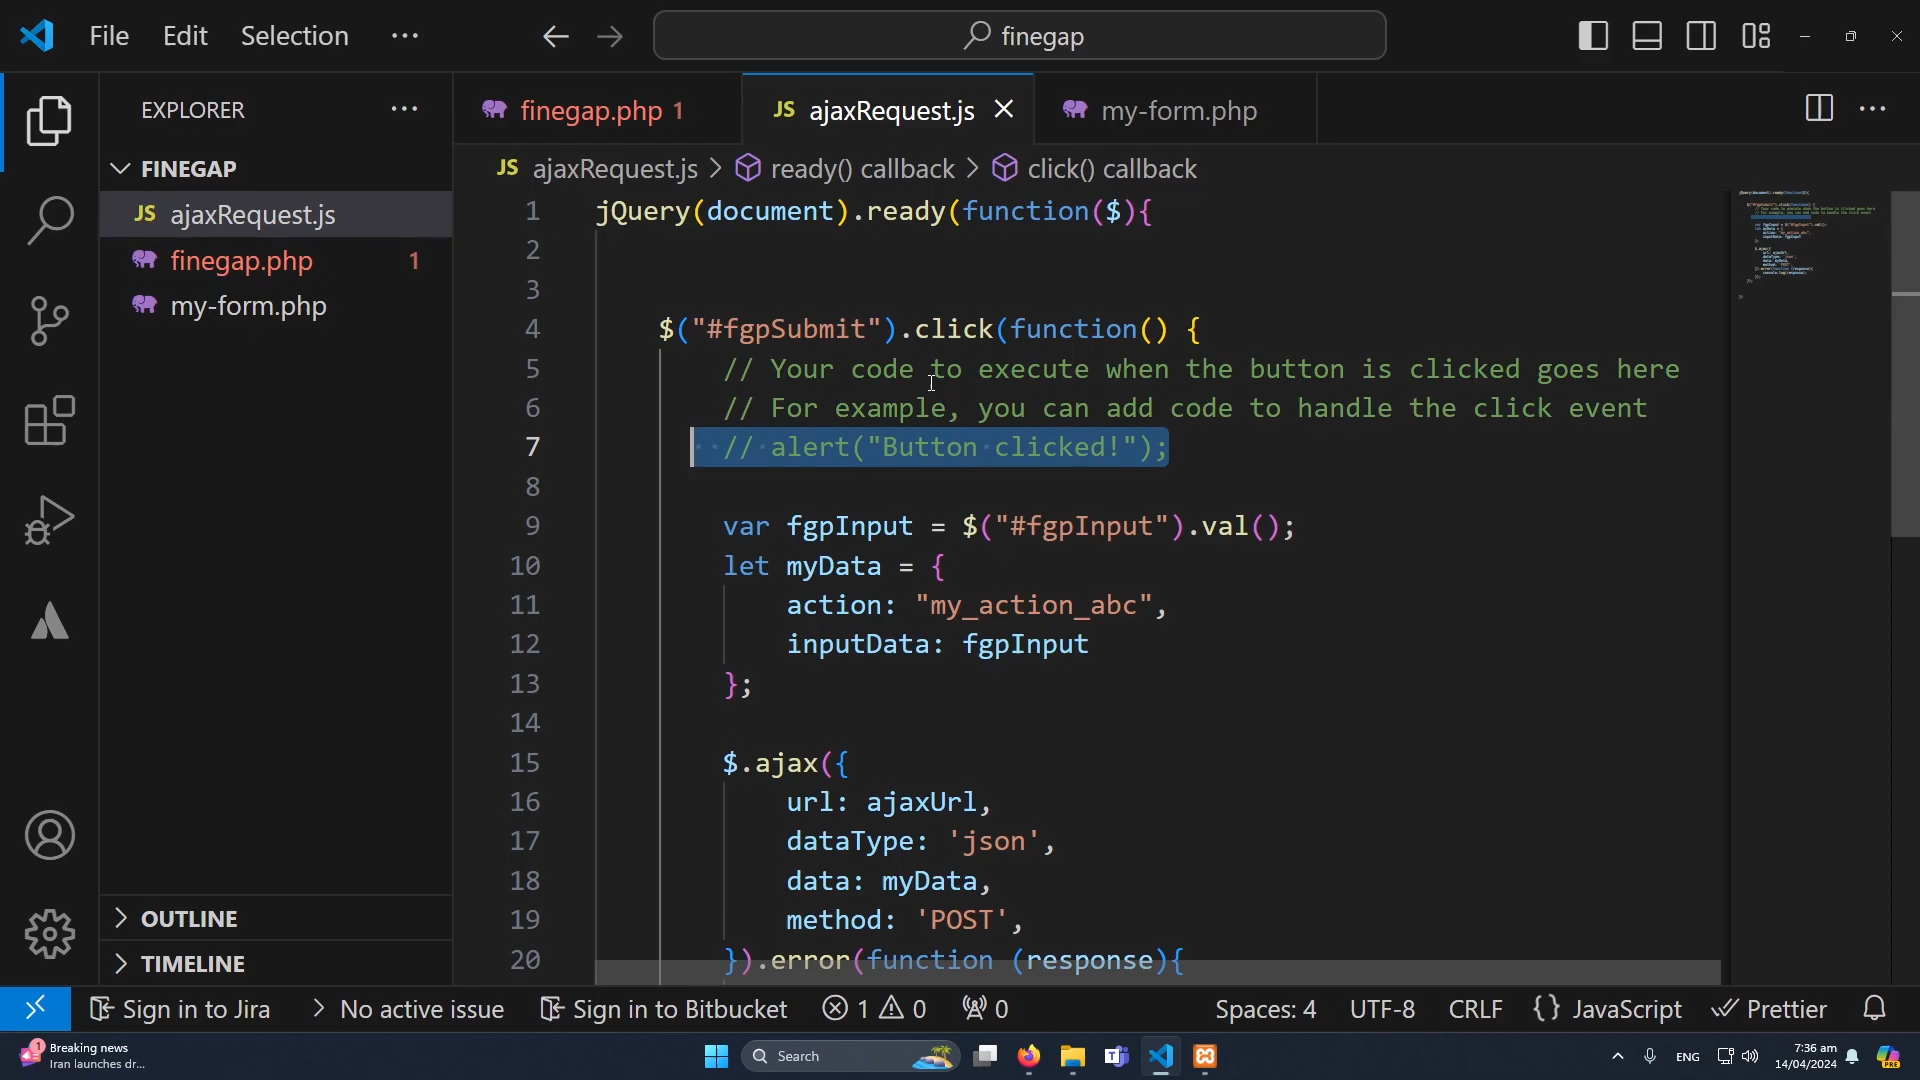 File Edit Selection ··· finegap
EXPLORER ···
FINEGAP
JS ajaxRequest.js
finegap.php 1
my-form.php
OUTLINE
TIMELINE
finegap.php 1 JS ajaxRequest.js my-form.php ···
JS ajaxRequest.js > ready() callback > click() callback
1 jQuery(document).ready(function($){
2
3
4 $("#fgpSubmit").click(function() {
5 // Your code to execute when the button is clicked goes here
6 // For example, you can add code to handle the click event
7 // alert("Button clicked!");
8
9 var fgpInput = $("#fgpInput").val();
10 let myData = {
11 action: "my_action_abc",
12 inputData: fgpInput
13 };
14
15 $.ajax({
16 url: ajaxUrl,
17 dataType: 'json',
18 data: myData,
19 method: 'POST',
20 }).error(function (response){
Sign in to Jira > No active issue Sign in to Bitbucket 1 0 0 Spaces: 4 UTF-8 CRLF {} JavaScript Prettier
1 Breaking news
Iran launches dr...
Search
ENG
7:36 am
14/04/2024
PRE